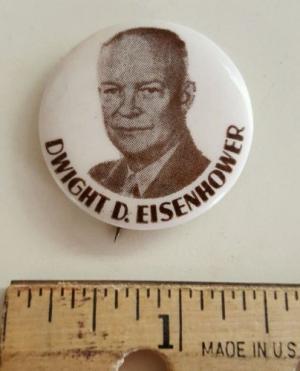 DWIGHT D. EISENHOWER
1
MADE IN U.S.